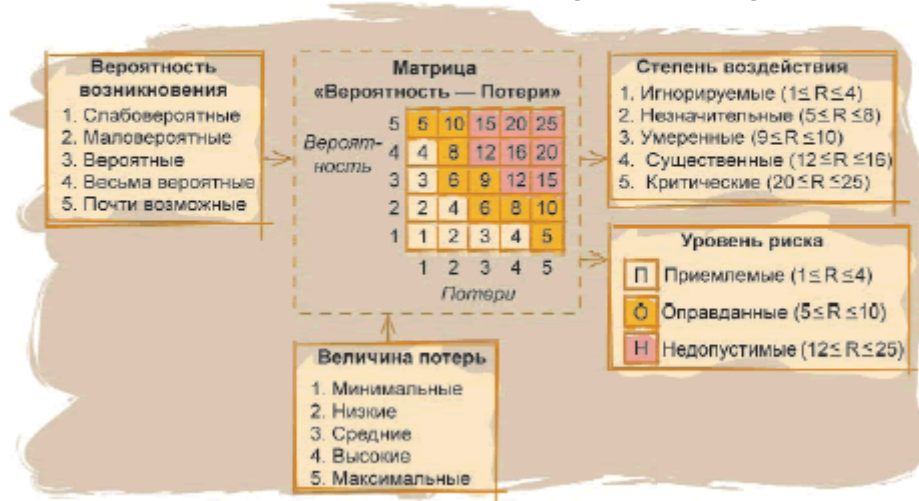 Вероятность
возникновения
1. Слабовероятные
2. Маловероятные
3. Вероятные
4. Весьма вероятные
5. Почти возможные
Матрица
«Вероятность — Потери»
Вероят-
ность
5 5 10 15 20 25
4 4 8 12 16 20
3 3 6 9 12 15
2 2 4 6 8 10
1 1 2 3 4 5
1 2 3 4 5
Потери
Степень воздействия
1. Игнорируемые (1≤ R≤4)
2. Незначительные (5≤ R≤8)
3. Умеренные (9≤ R≤10)
4. Существенные (12≤ R≤16)
5. Критические (20≤R≤25)
Уровень риска
П Приемлемые (1≤ R≤4)
О Оправданные (5≤R≤10)
Н Недопустимые (12≤ R≤25)
Величина потерь
1. Минимальные
2. Низкие
3. Средние
4. Высокие
5. Максимальные